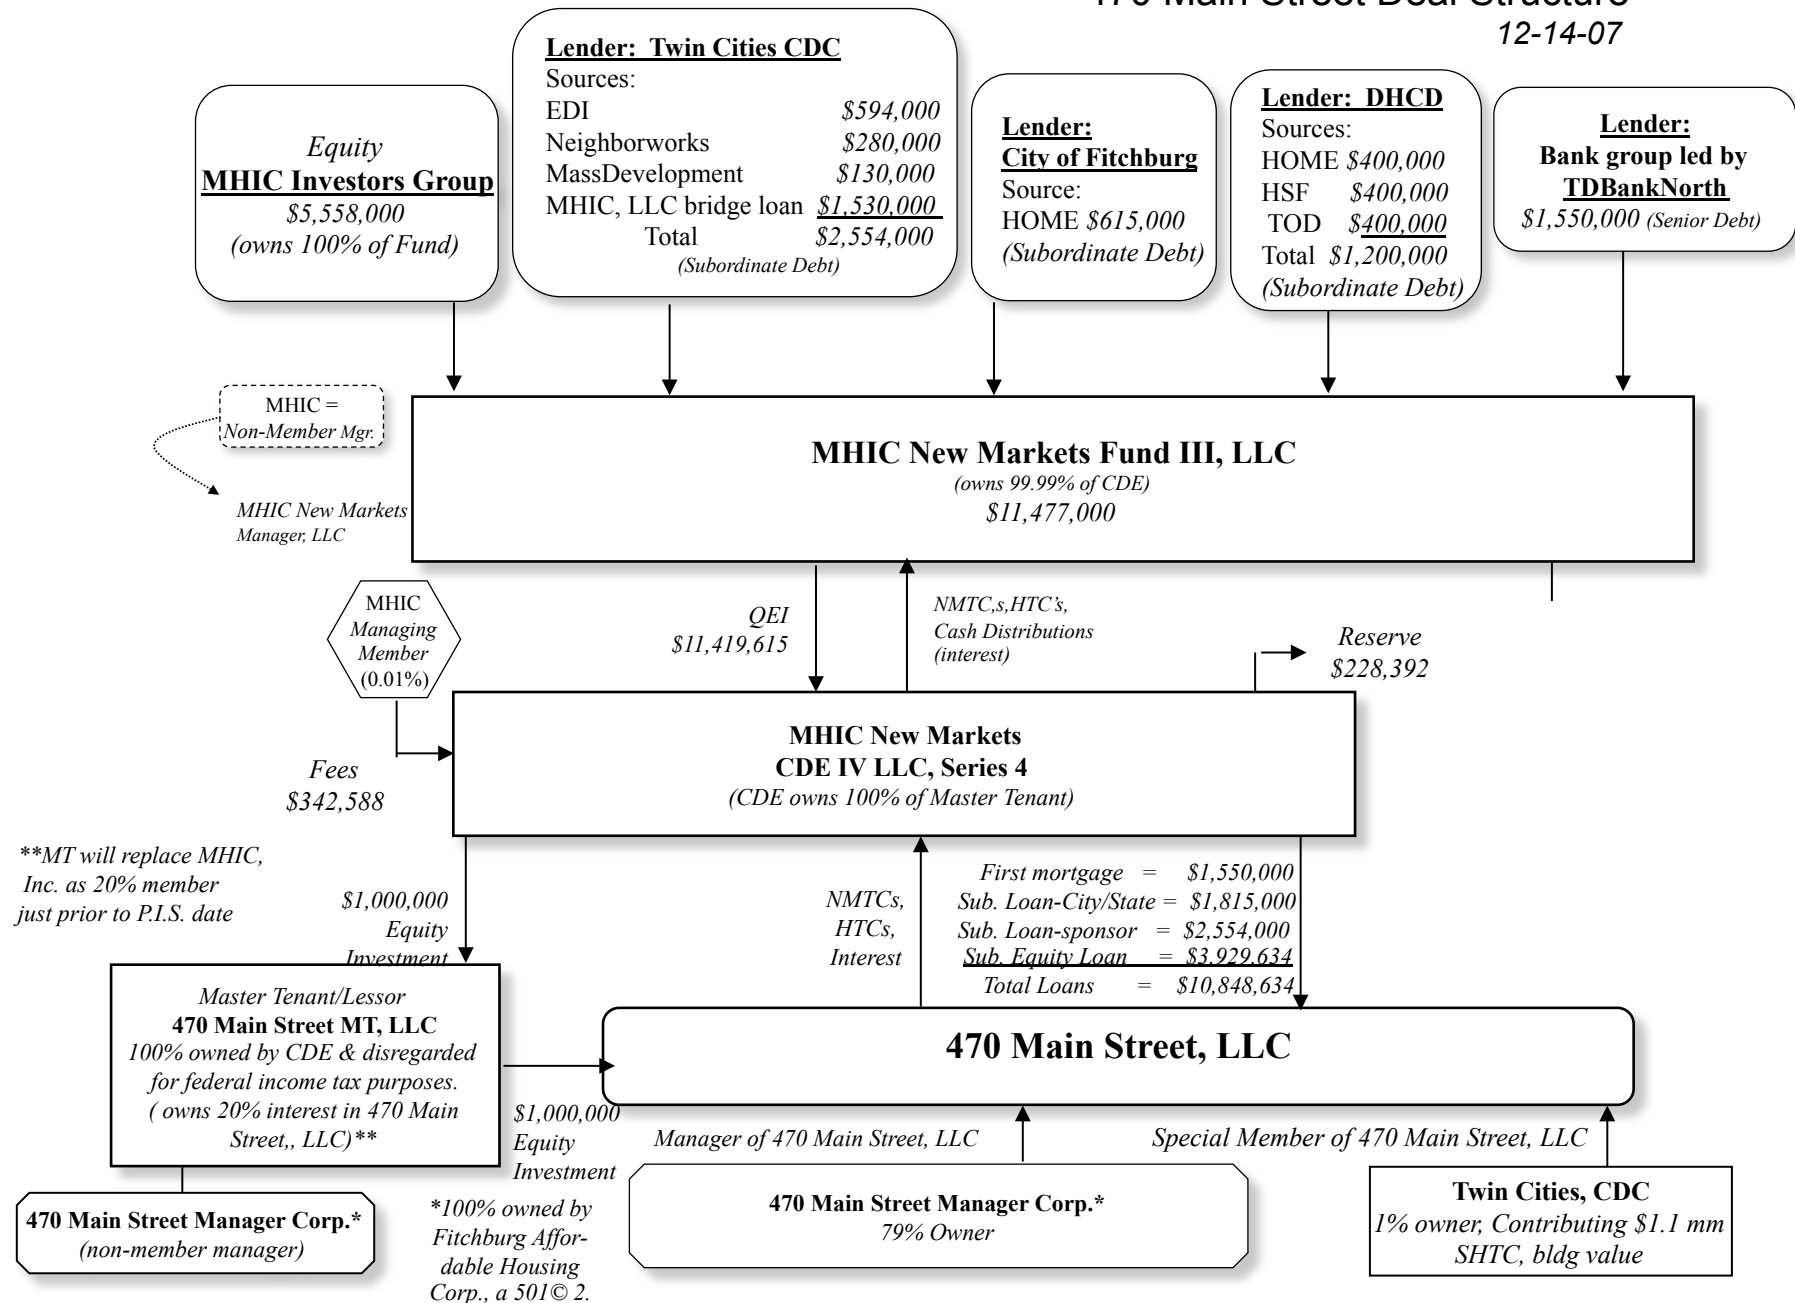 470 Main Street Deal Structure
12-14-07
Equity
MHIC Investors Group
$5,558,000
(owns 100% of Fund)
Lender: Twin Cities CDC
Sources:
EDI $594,000
Neighborworks $280,000
MassDevelopment $130,000
MHIC, LLC bridge loan $1,530,000
Total $2,554,000
(Subordinate Debt)
Lender:
City of Fitchburg
Source:
HOME $615,000
(Subordinate Debt)
Lender: DHCD
Sources:
HOME $400,000
HSF $400,000
TOD $400,000
Total $1,200,000
(Subordinate Debt)
Lender:
Bank group led by
TDBankNorth
$1,550,000 (Senior Debt)
MHIC =
Non-Member Mgr.
MHIC New Markets
Manager, LLC
MHIC New Markets Fund III, LLC
(owns 99.99% of CDE)
$11,477,000
MHIC
Managing
Member
(0.01%)
QEI
$11,419,615
NMTC,s,HTC’s,
Cash Distributions
(interest)
Reserve
$228,392
Fees
$342,588
MHIC New Markets
CDE IV LLC, Series 4
(CDE owns 100% of Master Tenant)
**MT will replace MHIC,
Inc. as 20% member
just prior to P.I.S. date
$1,000,000
Equity
Investment
NMTCs,
HTCs,
Interest
First mortgage = $1,550,000
Sub. Loan-City/State = $1,815,000
Sub. Loan-sponsor = $2,554,000
Sub. Equity Loan = $3,929,634
Total Loans = $10,848,634
Master Tenant/Lessor
470 Main Street MT, LLC
100% owned by CDE & disregarded
for federal income tax purposes.
( owns 20% interest in 470 Main
Street,, LLC)**
470 Main Street, LLC
$1,000,000
Equity
Investment
Manager of 470 Main Street, LLC
Special Member of 470 Main Street, LLC
470 Main Street Manager Corp.*
(non-member manager)
*100% owned by
Fitchburg Affor-
dable Housing
Corp., a 501© 2.
470 Main Street Manager Corp.*
79% Owner
Twin Cities, CDC
1% owner, Contributing $1.1 mm
SHTC, bldg value